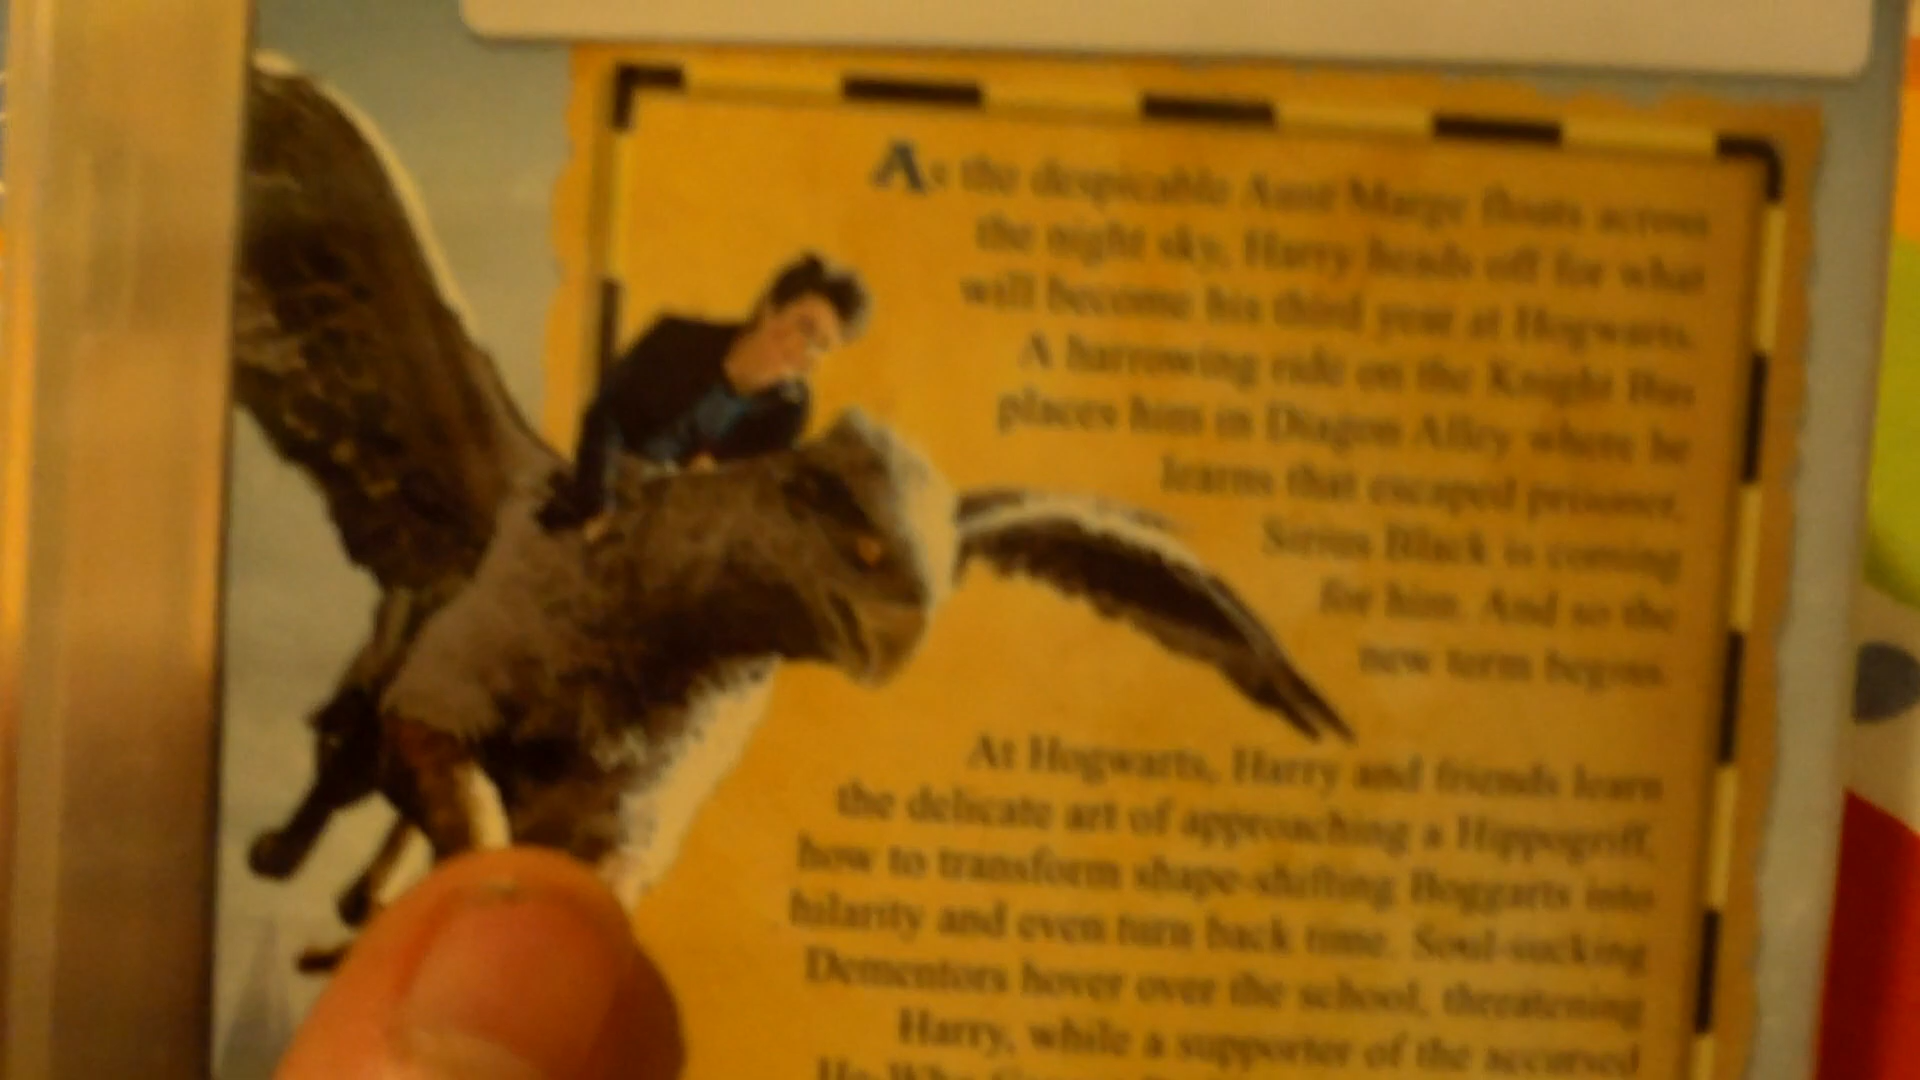 As the despicable Aunt Marge floats across
the night sky, Harry heads off for what
will become his third year at Hogwarts.
A harrowing ride on the Knight Bus
places him in Diagon Alley where he
learns that escaped prisoner,
Sirius Black is coming
for him. And so the
new term begins.
At Hogwarts, Harry and friends learn
the delicate art of approaching a Hippogriff,
how to transform shape-shifting Boggarts into
hilarity and even turn back time. Soul-sucking
Dementors hover over the school, threatening
Harry, while a supporter of the accursed
He-Who